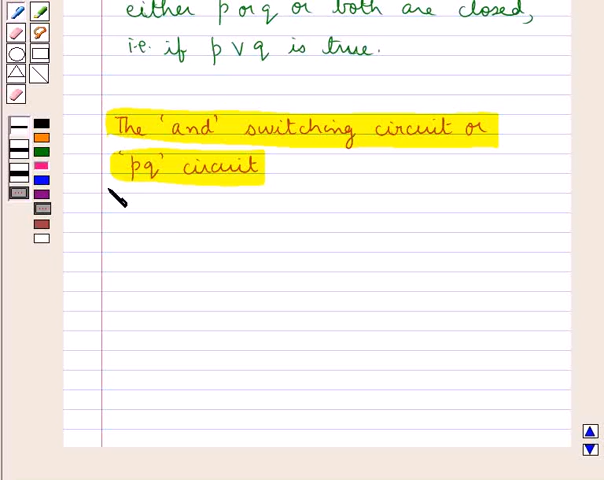 either p or q or both are closed,
i.e. if p ∨ q is true.
The 'and' switching circuit or
'pq' circuit